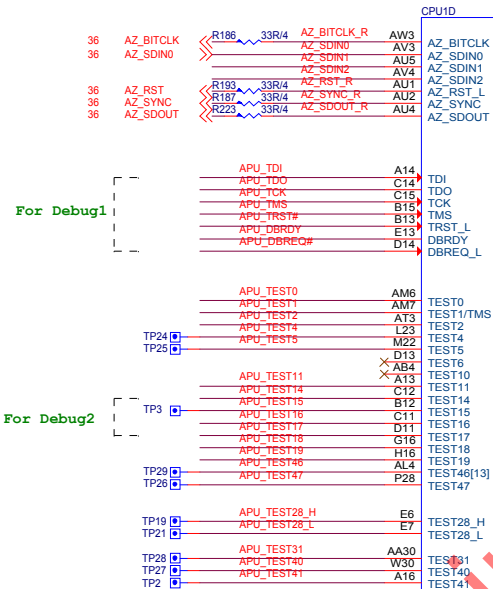 CPU1D
36 AZ_BITCLK R186 33R/4 AZ_BITCLK_R AW3 AZ_BITCLK
36 AZ_SDIN0 AZ_SDIN0 AV3 AZ_SDIN0
AZ_SDIN1 AU5 AZ_SDIN1
AZ_SDIN2 AV4 AZ_SDIN2
36 AZ_RST R193 33R/4 AZ_RST_R AU1 AZ_RST_L
36 AZ_SYNC R187 33R/4 AZ_SYNC_R AU2 AZ_SYNC
36 AZ_SDOUT R223 33R/4 AZ_SDOUT_R AU4 AZ_SDOUT
APU_TDI A14 TDI
APU_TDO C14 TDO
APU_TCK C15 TCK
For Debug1 APU_TMS B15 TMS
APU_TRST# B13 TRST_L
APU_DBRDY E13 DBRDY
APU_DBREQ# D14 DBREQ_L
APU_TEST0 AM6 TEST0
APU_TEST1 AM7 TEST1/TMS
APU_TEST2 AT3 TEST2
TP24 APU_TEST4 L23 TEST4
TP25 APU_TEST5 M22 TEST5
D13 TEST6
AB4 TEST10
APU_TEST11 A13 TEST11
APU_TEST14 C12 TEST14
For Debug2 TP3 APU_TEST15 B12 TEST15
APU_TEST16 C11 TEST16
APU_TEST17 D11 TEST17
APU_TEST18 G16 TEST18
APU_TEST19 H16 TEST19
TP29 APU_TEST46 AL4 TEST46[13]
TP26 APU_TEST47 P28 TEST47
TP19 APU_TEST28_H E6 TEST28_H
TP21 APU_TEST28_L E7 TEST28_L
TP28 APU_TEST31 AA30 TEST31
TP27 APU_TEST40 W30 TEST40
TP2 APU_TEST41 A16 TEST41